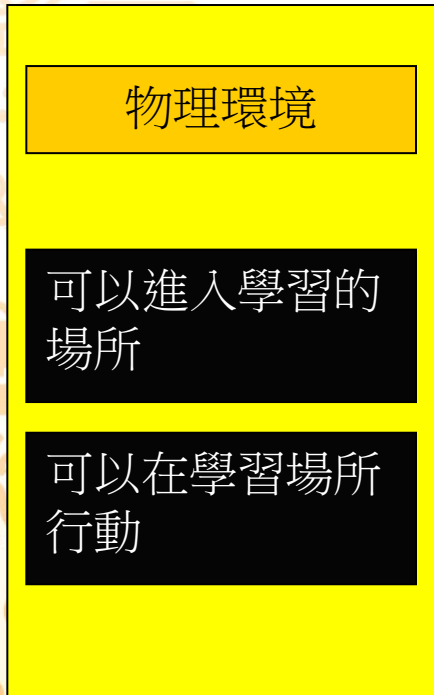 物理環境
可以進入學習的
場所
可以在學習場所
行動